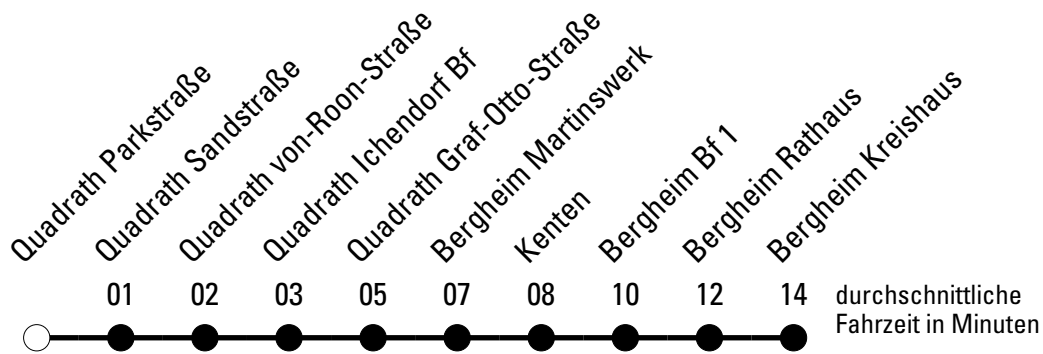 Quadrath Parkstraße
Quadrath Sandstraße
Quadrath von-Roon-Straße
Quadrath Ichendorf Bf
Quadrath Graf-Otto-Straße
Bergheim Martinswerk
Kenten
Bergheim Bf 1
Bergheim Rathaus
Bergheim Kreishaus
01 02 03 05 07 08 10 12 14
durchschnittliche
Fahrzeit in Minuten